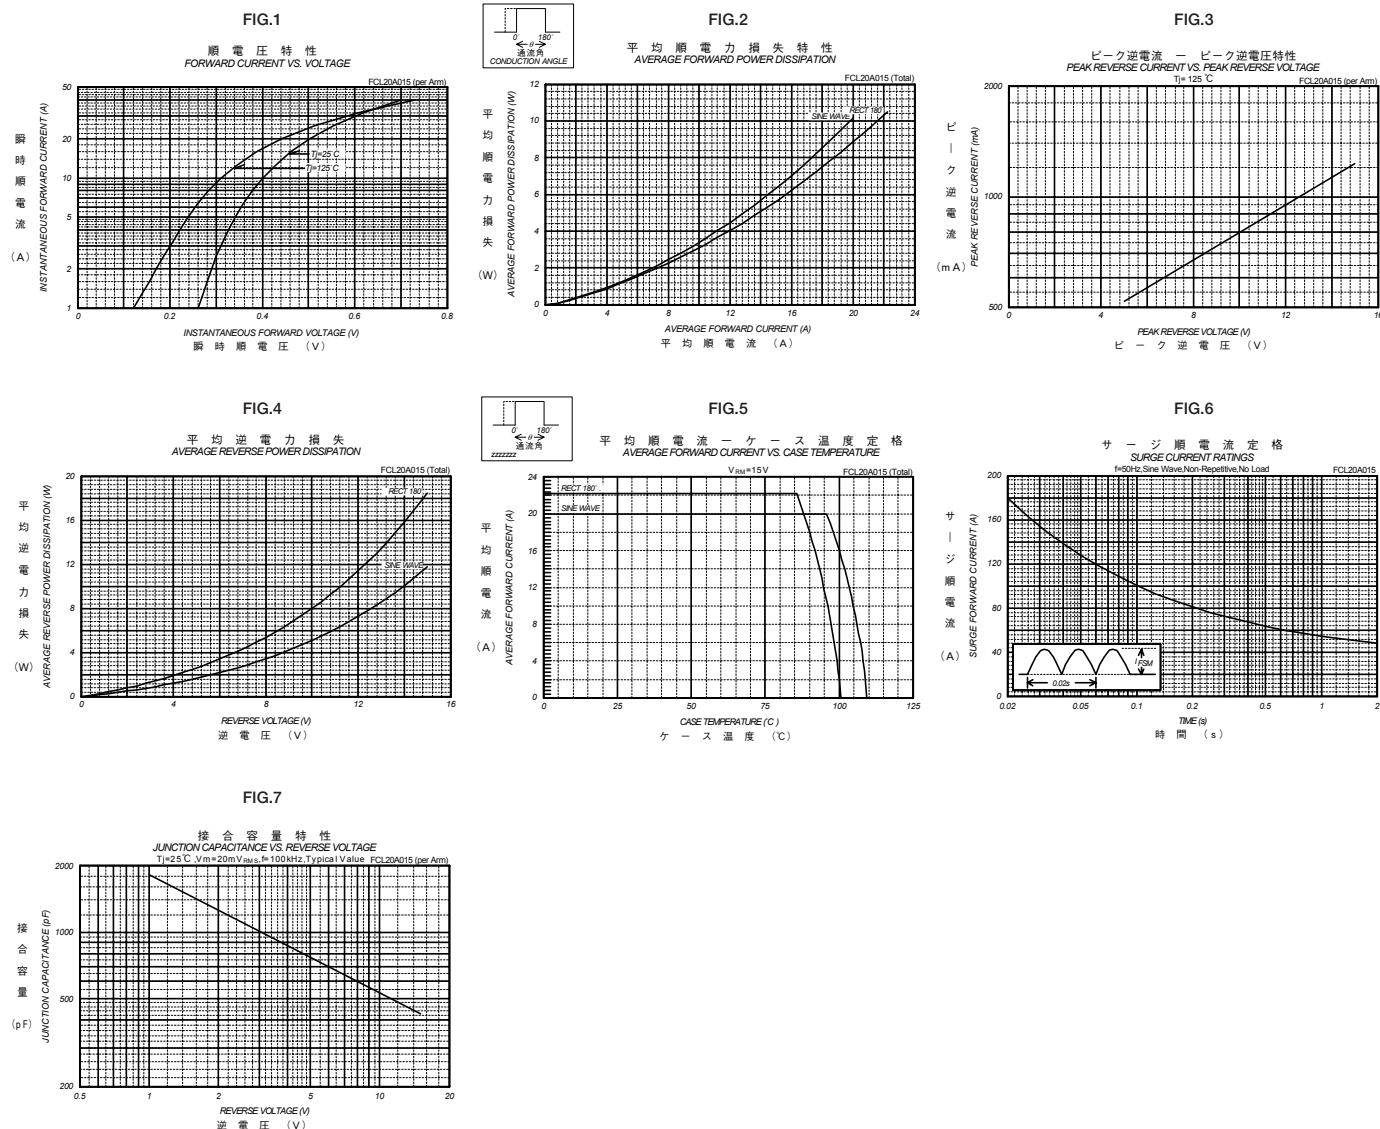 FIG.1
順電圧特性
FORWARD CURRENT VS. VOLTAGE
FCL20A015 (per Arm)
50
20
10
5
2
1
瞬時順電流 (A)
INSTANTANEOUS FORWARD CURRENT (A)
Tj=25°C
Tj=125°C
0 0.2 0.4 0.6 0.8
INSTANTANEOUS FORWARD VOLTAGE (V)
瞬時順電圧 (V)
0° 180°
θ
通流角
CONDUCTION ANGLE
FIG.2
平均順電力損失特性
AVERAGE FORWARD POWER DISSIPATION
FCL20A015 (Total)
12
10
8
6
4
2
0
平均順電力損失 (W)
AVERAGE FORWARD POWER DISSIPATION (W)
RECT 180°
SINE WAVE
0 4 8 12 16 20 24
AVERAGE FORWARD CURRENT (A)
平均順電流 (A)
FIG.3
ピーク逆電流 ー ピーク逆電圧特性
PEAK REVERSE CURRENT VS. PEAK REVERSE VOLTAGE
Tj= 125 °C
FCL20A015 (per Arm)
2000
1000
500
ピーク逆電流 (mA)
PEAK REVERSE CURRENT (mA)
0 4 8 12 16
PEAK REVERSE VOLTAGE (V)
ピーク逆電圧 (V)
FIG.4
平均逆電力損失
AVERAGE REVERSE POWER DISSIPATION
FCL20A015 (Total)
20
16
12
8
4
0
平均逆電力損失 (W)
AVERAGE REVERSE POWER DISSIPATION (W)
RECT 180°
SINE WAVE
0 4 8 12 16
REVERSE VOLTAGE (V)
逆電圧 (V)
0° 180°
θ
通流角
zzzzzzz
FIG.5
平均順電流ーケース温度定格
AVERAGE FORWARD CURRENT VS. CASE TEMPERATURE
VRM=15V
FCL20A015 (Total)
24
20
16
12
8
4
0
平均順電流 (A)
AVERAGE FORWARD CURRENT (A)
RECT 180°
SINE WAVE
0 25 50 75 100 125
CASE TEMPERATURE (°C)
ケース温度 (℃)
FIG.6
サージ順電流定格
SURGE CURRENT RATINGS
f=50Hz,Sine Wave,Non-Repetitive,No Load
FCL20A015
200
160
120
80
40
0
サージ順電流 (A)
SURGE FORWARD CURRENT (A)
IFSM
0.02s
0.02 0.05 0.1 0.2 0.5 1 2
TIME (s)
時間 (s)
FIG.7
接合容量特性
JUNCTION CAPACITANCE VS. REVERSE VOLTAGE
Tj=25℃ ,Vm=20mVRMS,f=100kHz,Typical Value
FCL20A015 (per Arm)
2000
1000
500
200
接合容量 (pF)
JUNCTION CAPACITANCE (pF)
0.5 1 2 5 10 20
REVERSE VOLTAGE (V)
逆電圧 (V)